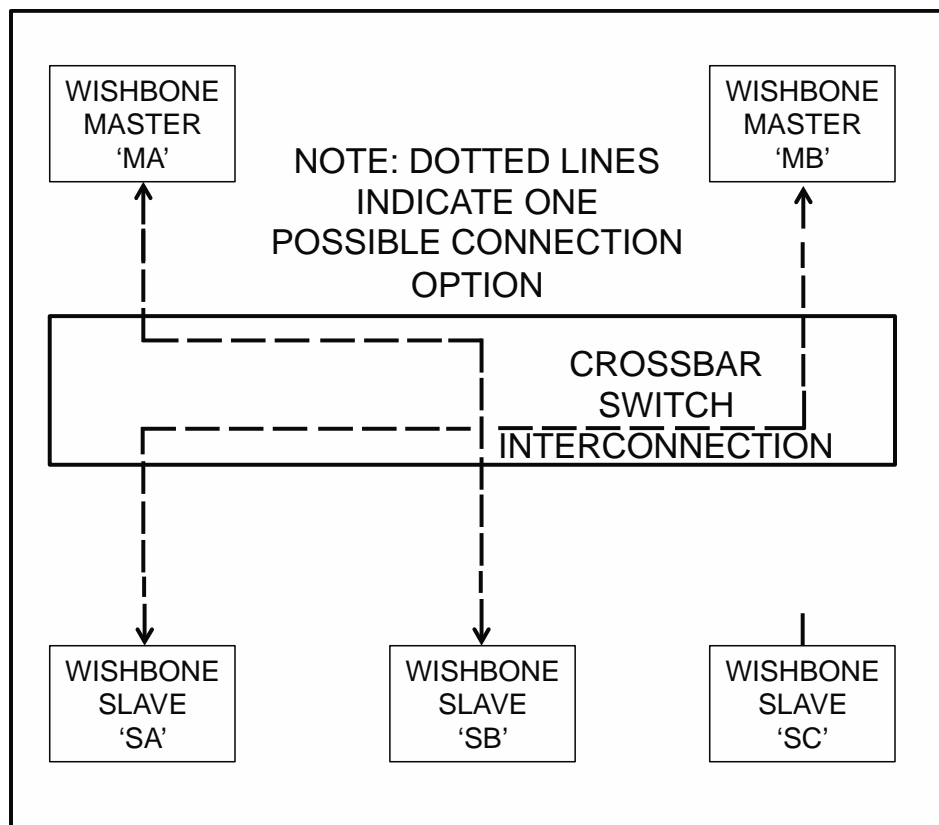 WISHBONE
MASTER
‘MA’
WISHBONE
MASTER
‘MB’
NOTE: DOTTED LINES
INDICATE ONE
POSSIBLE CONNECTION
OPTION
CROSSBAR
SWITCH
INTERCONNECTION
WISHBONE
SLAVE
‘SA’
WISHBONE
SLAVE
‘SB’
WISHBONE
SLAVE
‘SC’